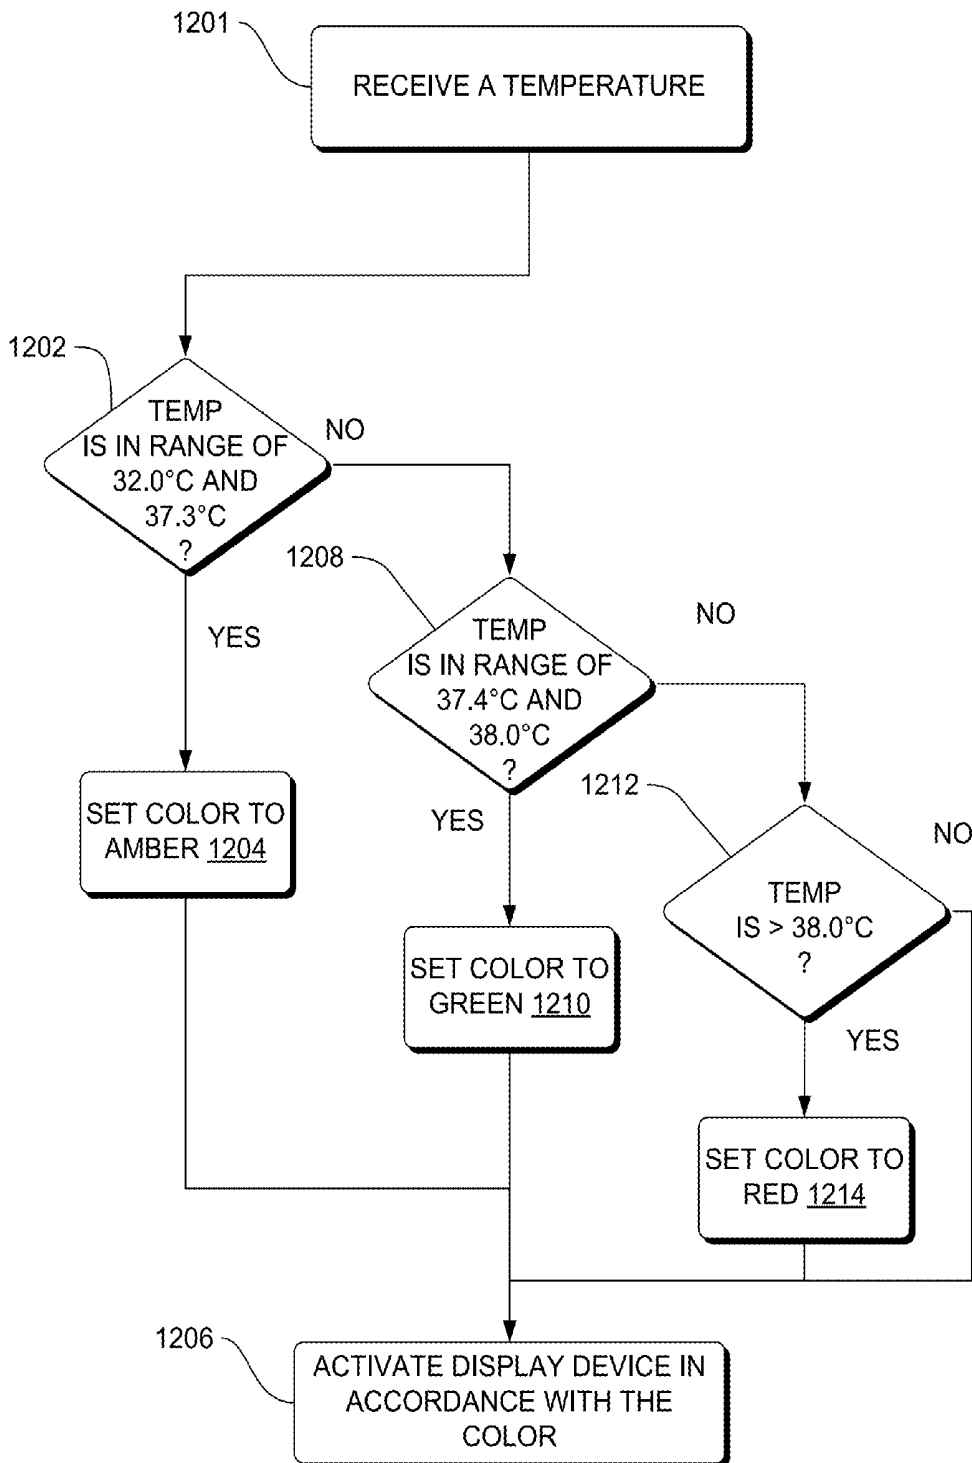 1201
RECEIVE A TEMPERATURE
1202
TEMP
IS IN RANGE OF
32.0°C AND
37.3°C
?
NO
YES
1208
TEMP
IS IN RANGE OF
37.4°C AND
38.0°C
?
NO
YES
SET COLOR TO
AMBER 1204
1212
TEMP
IS > 38.0°C
?
NO
YES
SET COLOR TO
GREEN 1210
SET COLOR TO
RED 1214
1206
ACTIVATE DISPLAY DEVICE IN
ACCORDANCE WITH THE
COLOR